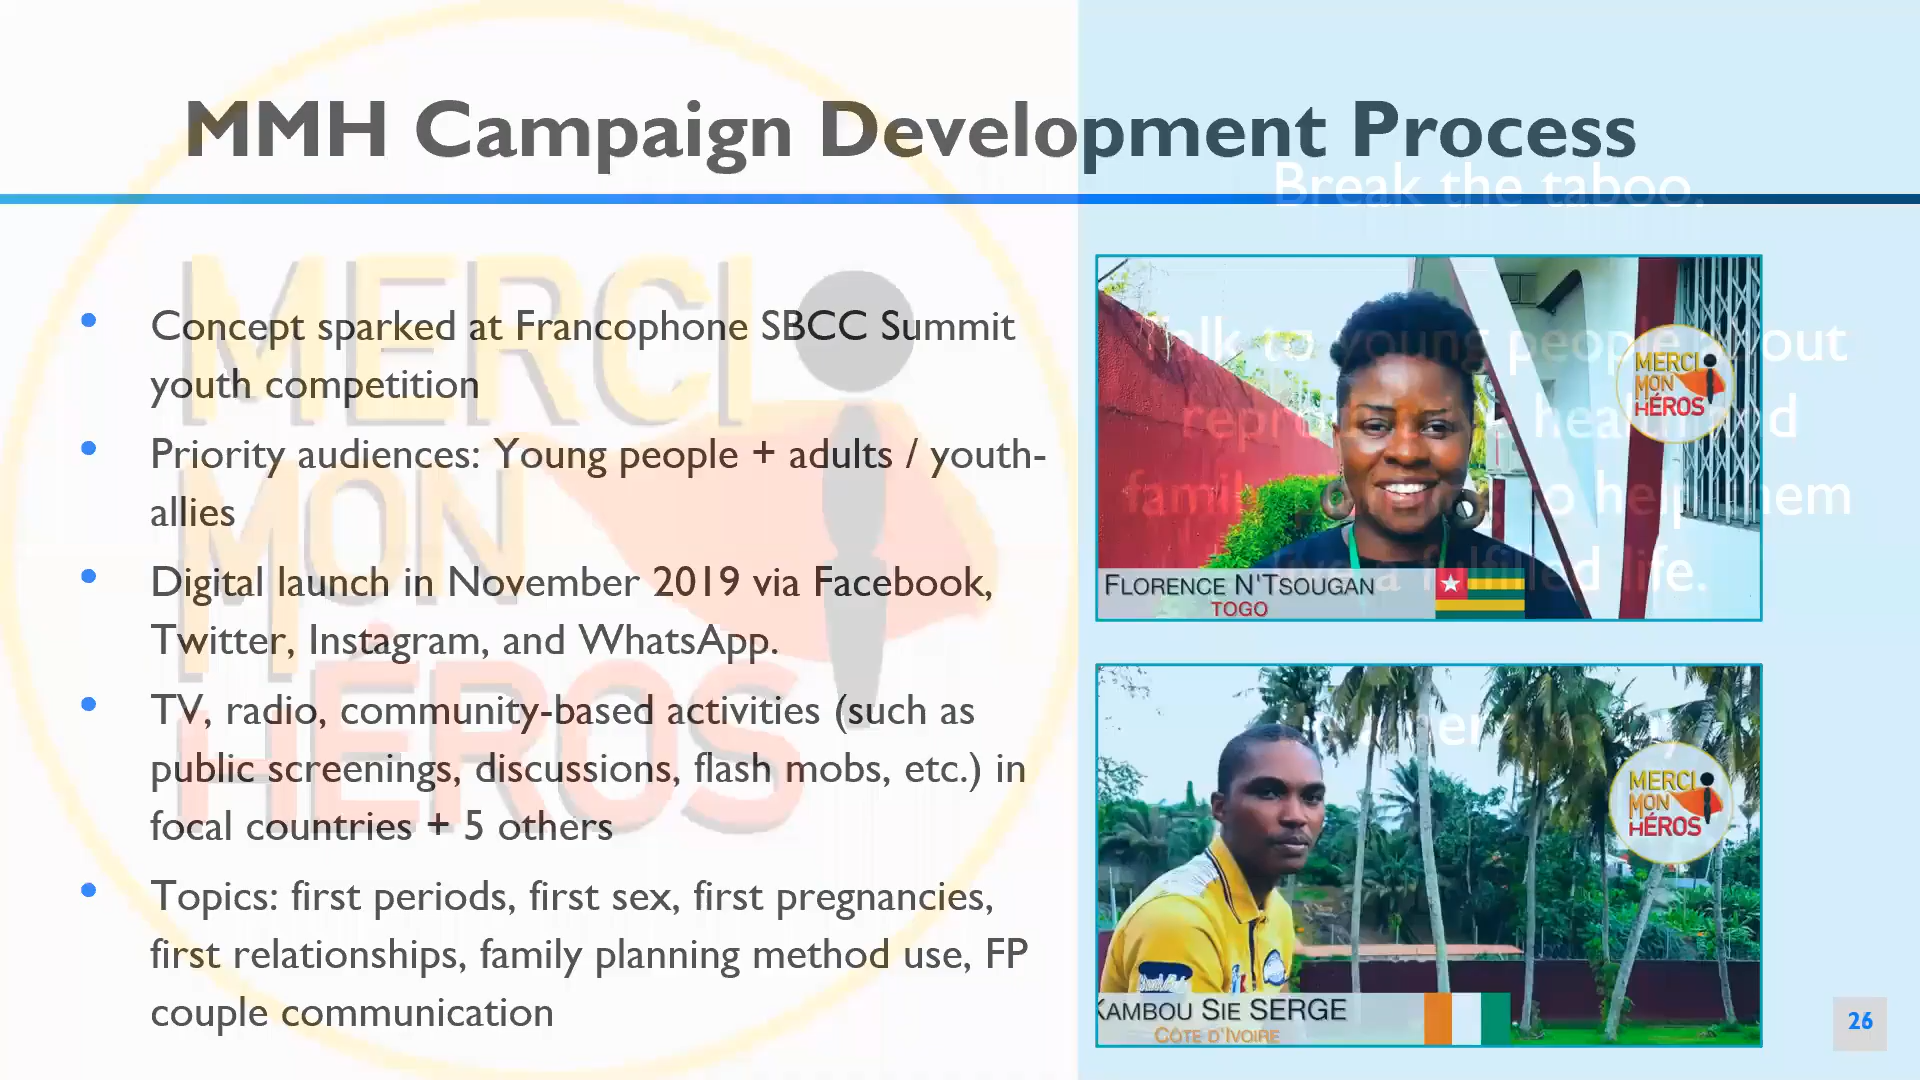 MMH Campaign Development Process
Break the taboo.
Concept sparked at Francophone SBCC Summit
youth competition
Priority audiences: Young people + adults / youth-
allies
Digital launch in November 2019 via Facebook,
Twitter, Instagram, and WhatsApp.
TV, radio, community-based activities (such as
public screenings, discussions, flash mobs, etc.) in
focal countries + 5 others
Topics: first periods, first sex, first pregnancies,
first relationships, family planning method use, FP
couple communication
MERCI
MON
HÉROS
Talk to young people about
reproductive health and
family planning to help them
live a fulfilled life.
MERCI
MON
HÉROS
FLORENCE N'TSOUGAN
TOGO
MERCI
MON
HÉROS
KAMBOU SIE SERGE
CÔTE D'IVOIRE
26